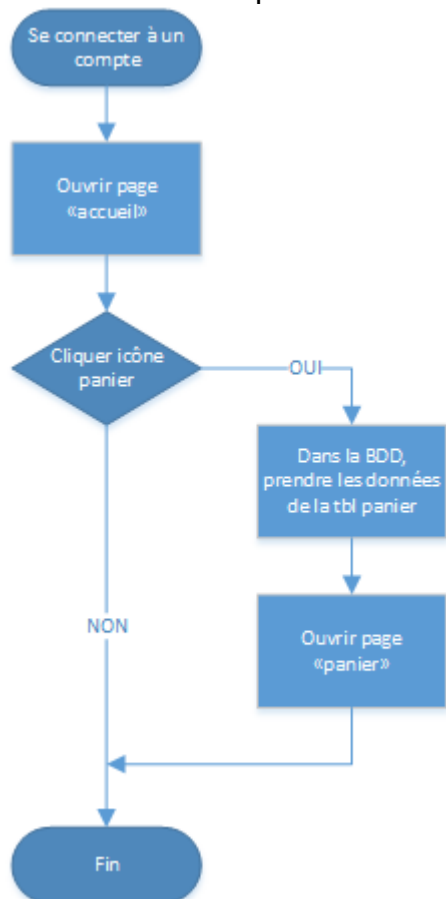 Se connecter à un
compte
Ouvrir page
«accueil»
Cliquer icône
panier
OUI
Dans la BDD,
prendre les données
de la tbl panier
NON
Ouvrir page
«panier»
Fin